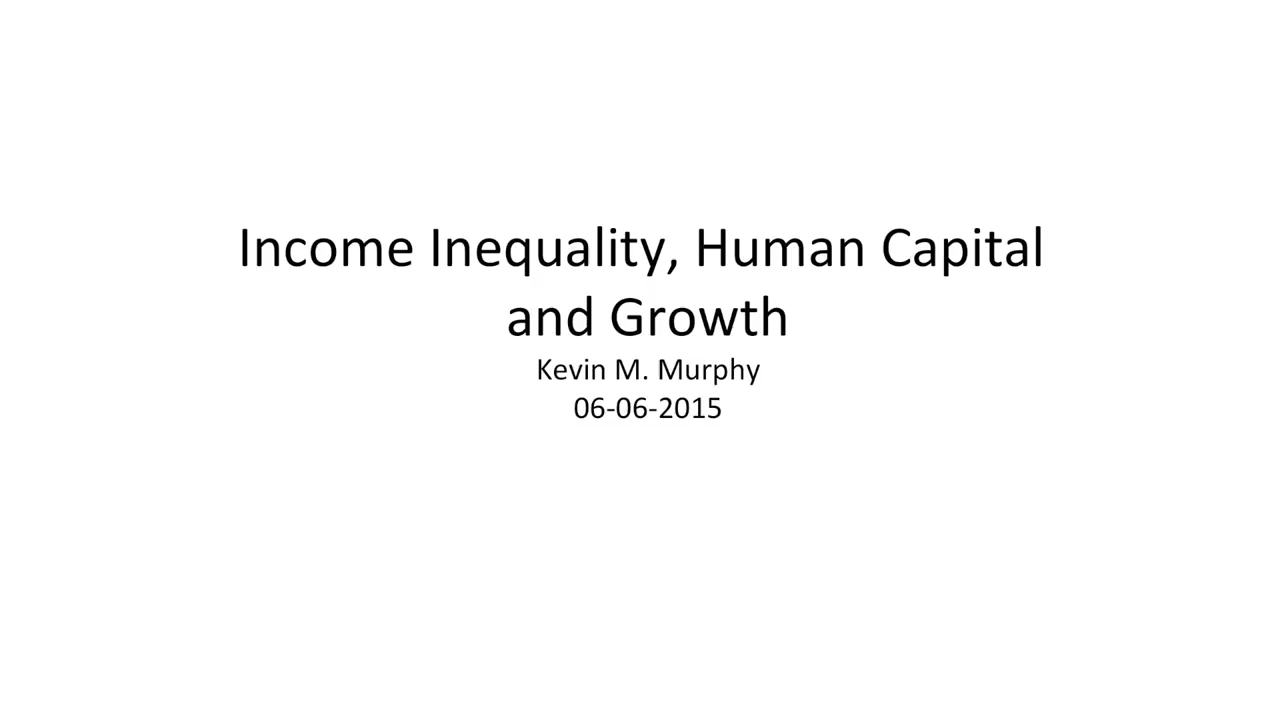 Income Inequality, Human Capital
and Growth
Kevin M. Murphy
06-06-2015